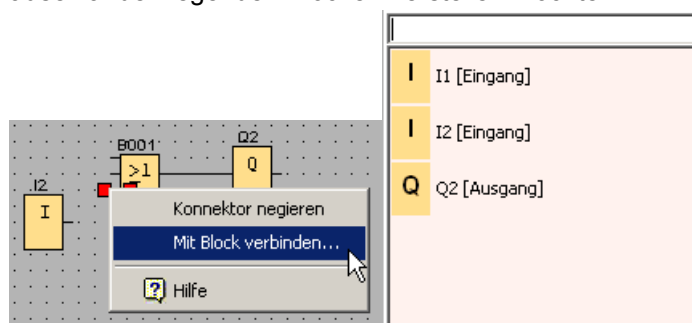 I I1 [Eingang]
I I2 [Eingang]
Q Q2 [Ausgang]
B001
Q2
>1
Q
I2
I
Konnektor negieren
Mit Block verbinden...
Hilfe